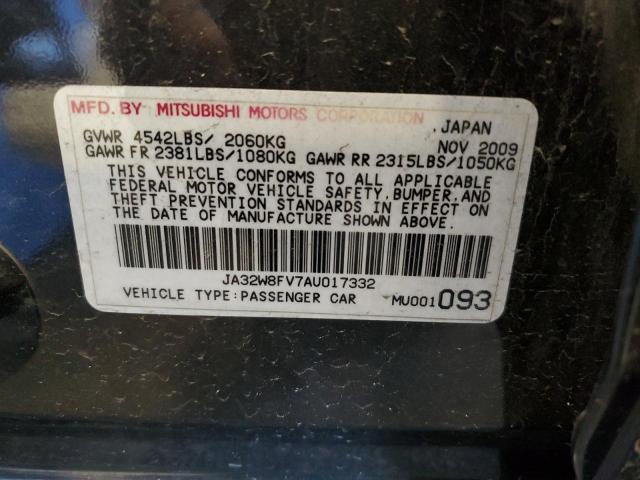 MFD. BY MITSUBISHI MOTORS CORPORATION
GVWR 4542LBS/ 2060KG , JAPAN
GAWR FR 2381LBS/1080KG GAWR RR 2315LBS/1050KG NOV 2009
THIS VEHICLE CONFORMS TO ALL APPLICABLE
FEDERAL MOTOR VEHICLE SAFETY, BUMPER, AND
THEFT PREVENTION STANDARDS IN EFFECT ON
THE DATE OF MANUFACTURE SHOWN ABOVE.
JA32W8FV7AU017332
VEHICLE TYPE: PASSENGER CAR MU001093